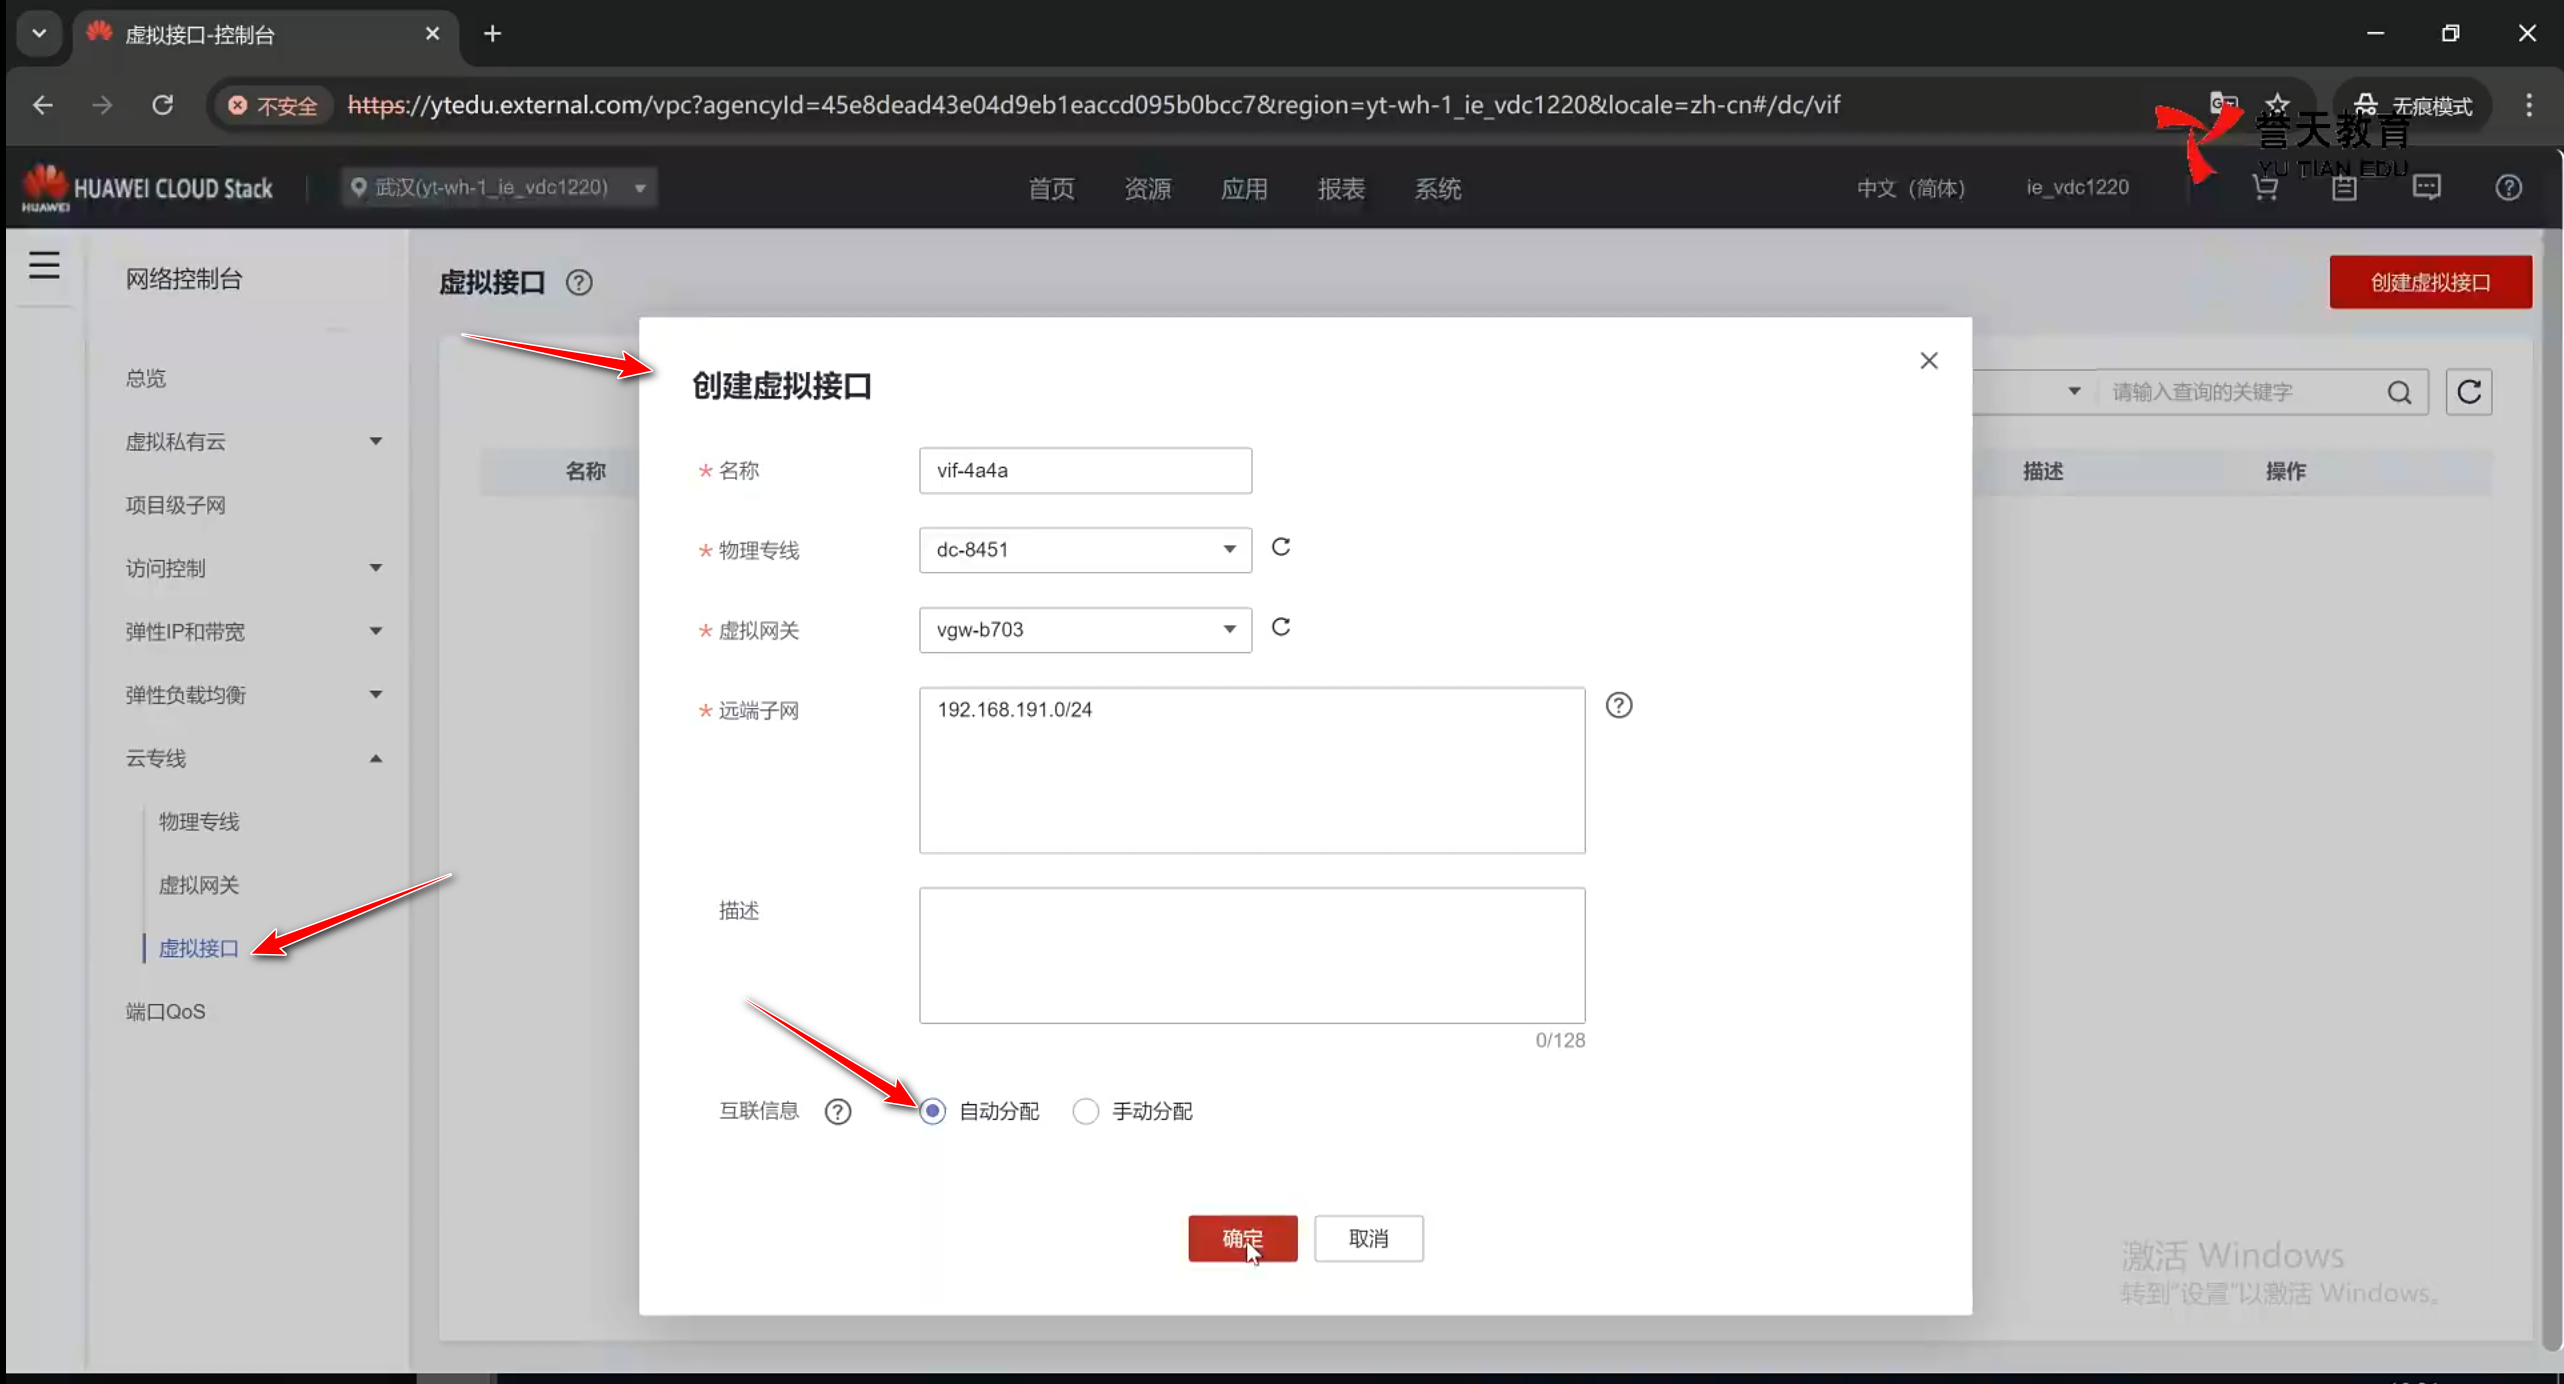 虚拟接口-控制台
不安全 https://ytedu.external.com/vpc?agencyId=45e8dead43e04d9eb1eaccd095b0bcc7&region=yt-wh-1_ie_vdc1220&locale=zh-cn#/dc/vif
无痕模式
誉天教育
YU TIAN EDU
HUAWEI
HUAWEI CLOUD Stack
武汉(yt-wh-1_ie_vdc1220)
首页 资源 应用 报表 系统
中文（简体） ie_vdc1220
网络控制台
总览
虚拟私有云
项目级子网
访问控制
弹性IP和带宽
弹性负载均衡
云专线
物理专线
虚拟网关
虚拟接口
端口QoS
虚拟接口 ?
创建虚拟接口
请输入查询的关键字
名称 描述 操作
创建虚拟接口
* 名称 vif-4a4a
* 物理专线 dc-8451
* 虚拟网关 vgw-b703
* 远端子网 192.168.191.0/24 ?
描述
0/128
互联信息 ? 自动分配 手动分配
确定 取消
激活 Windows
转到"设置"以激活 Windows。